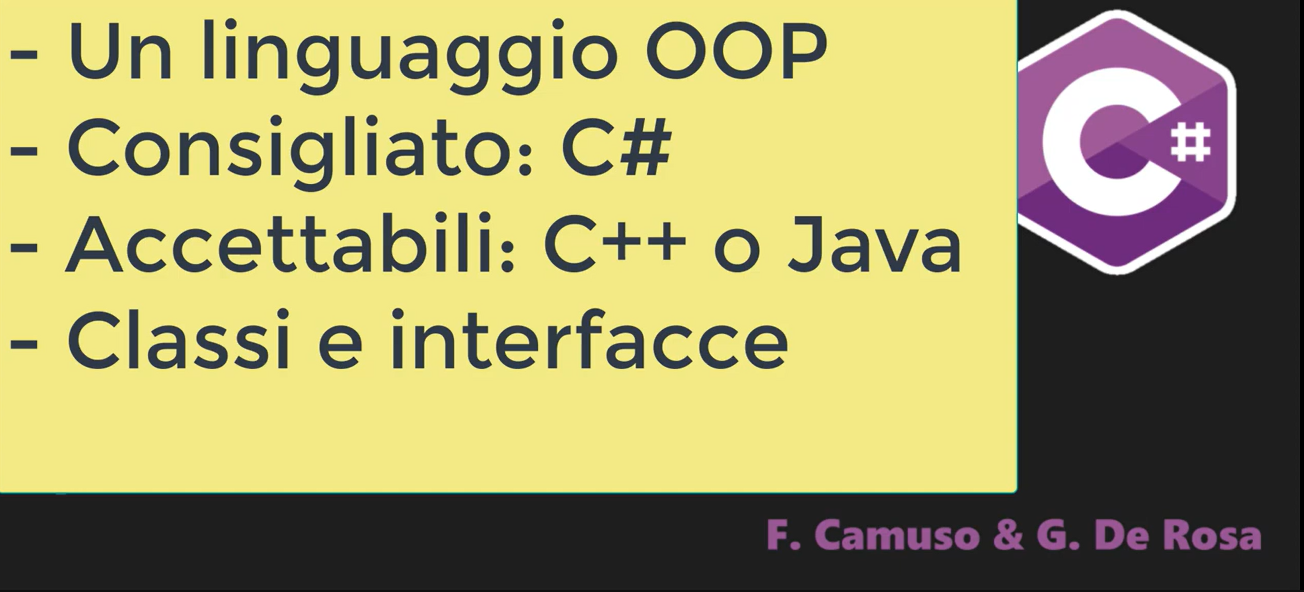 - Un linguaggio OOP
- Consigliato: C#
- Accettabili: C++ o Java
- Classi e interfacce
C#
F. Camuso & G. De Rosa